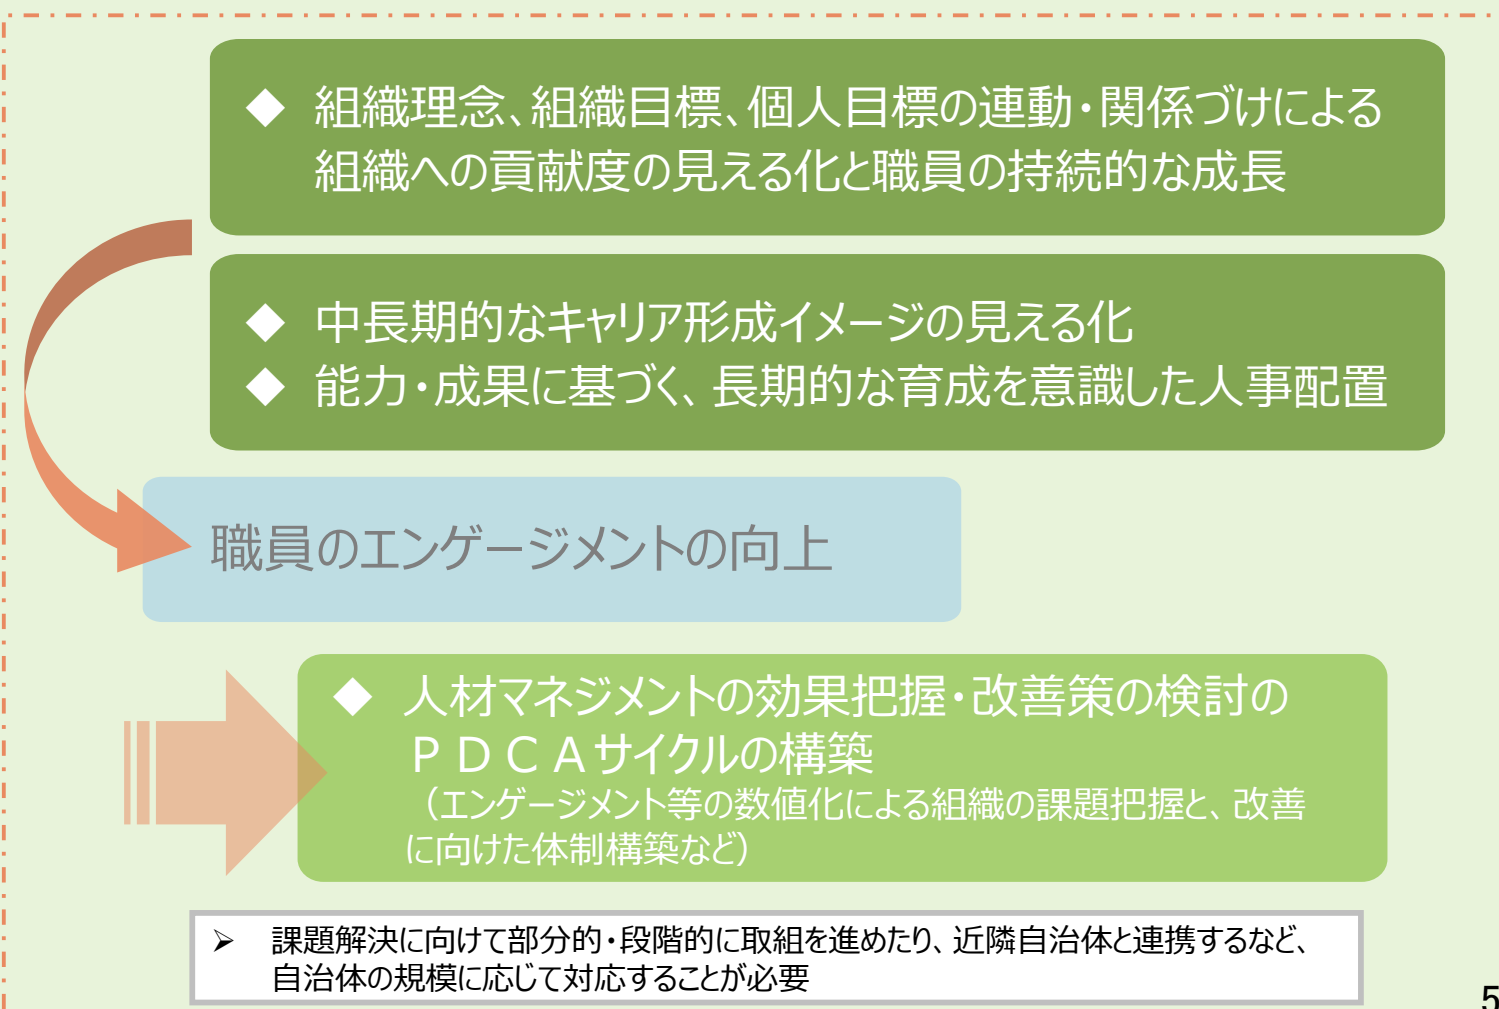 ◆ 組織理念、組織目標、個人目標の連動・関係づけによる
組織への貢献度の見える化と職員の持続的な成長
◆ 中長期的なキャリア形成イメージの見える化
◆ 能力・成果に基づく、長期的な育成を意識した人事配置
職員のエンゲージメントの向上
◆ 人材マネジメントの効果把握・改善策の検討の
ＰＤＣＡサイクルの構築
（エンゲージメント等の数値化による組織の課題把握と、改善
に向けた体制構築など）
➢ 課題解決に向けて部分的・段階的に取組を進めたり、近隣自治体と連携するなど、
自治体の規模に応じて対応することが必要
5